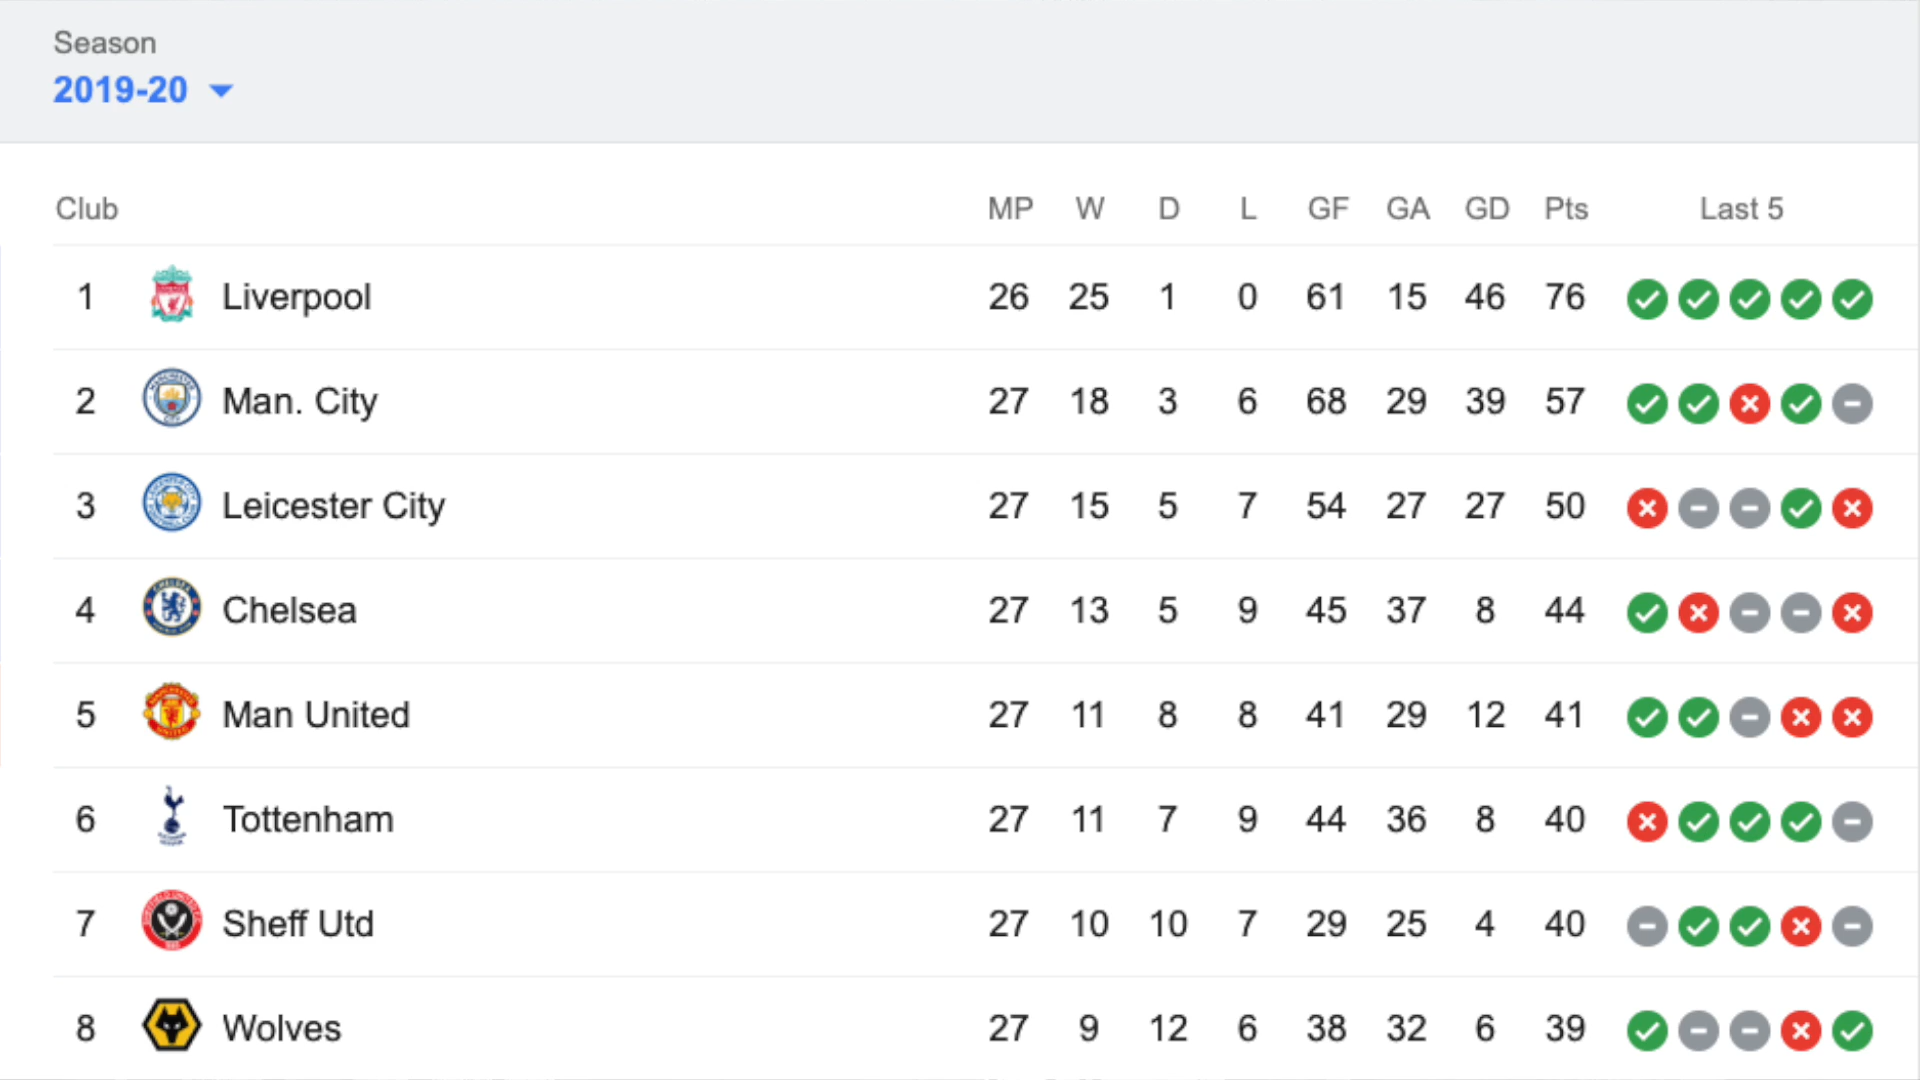 Season
2019-20
Club MP W D L GF GA GD Pts Last 5
1 Liverpool 26 25 1 0 61 15 46 76
2 Man. City 27 18 3 6 68 29 39 57
3 Leicester City 27 15 5 7 54 27 27 50
4 Chelsea 27 13 5 9 45 37 8 44
5 Man United 27 11 8 8 41 29 12 41
6 Tottenham 27 11 7 9 44 36 8 40
7 Sheff Utd 27 10 10 7 29 25 4 40
8 Wolves 27 9 12 6 38 32 6 39